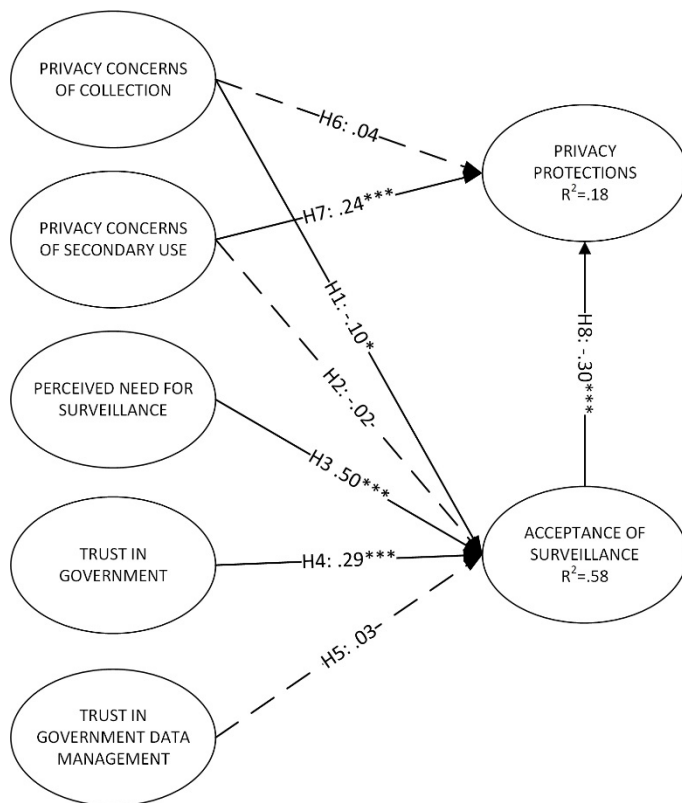 PRIVACY CONCERNS
OF COLLECTION
H6: .04
PRIVACY
PROTECTIONS
R²=.18
PRIVACY CONCERNS
OF SECONDARY USE
H7: .24***
H1: -.10*
H2: -.02
H8: -.30***
PERCEIVED NEED FOR
SURVEILLANCE
H3 .50***
TRUST IN
GOVERNMENT
H4: .29***
ACCEPTANCE OF
SURVEILLANCE
R²=.58
H5: .03
TRUST IN
GOVERNMENT DATA
MANAGEMENT